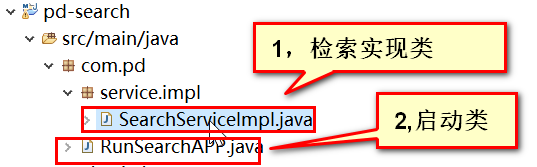 pd-search
src/main/java
com.pd
1，检索实现类
service.impl
SearchServiceImpl.java
2,启动类
RunSearchAPP.java